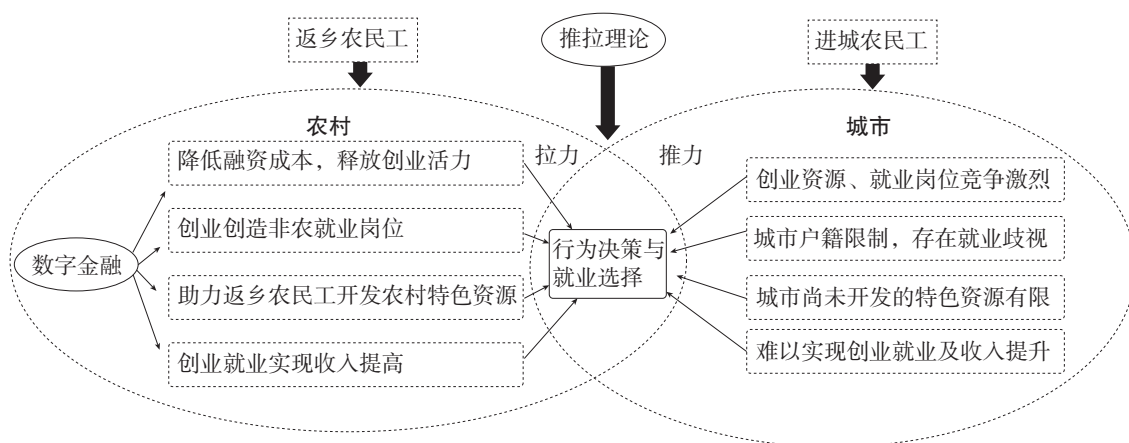 返乡农民工
推拉理论
进城农民工
农村
城市
拉力
推力
降低融资成本，释放创业活力
创业创造非农就业岗位
助力返乡农民工开发农村特色资源
创业就业实现收入提高
数字金融
行为决策与
就业选择
创业资源、就业岗位竞争激烈
城市户籍限制，存在就业歧视
城市尚未开发的特色资源有限
难以实现创业就业及收入提升